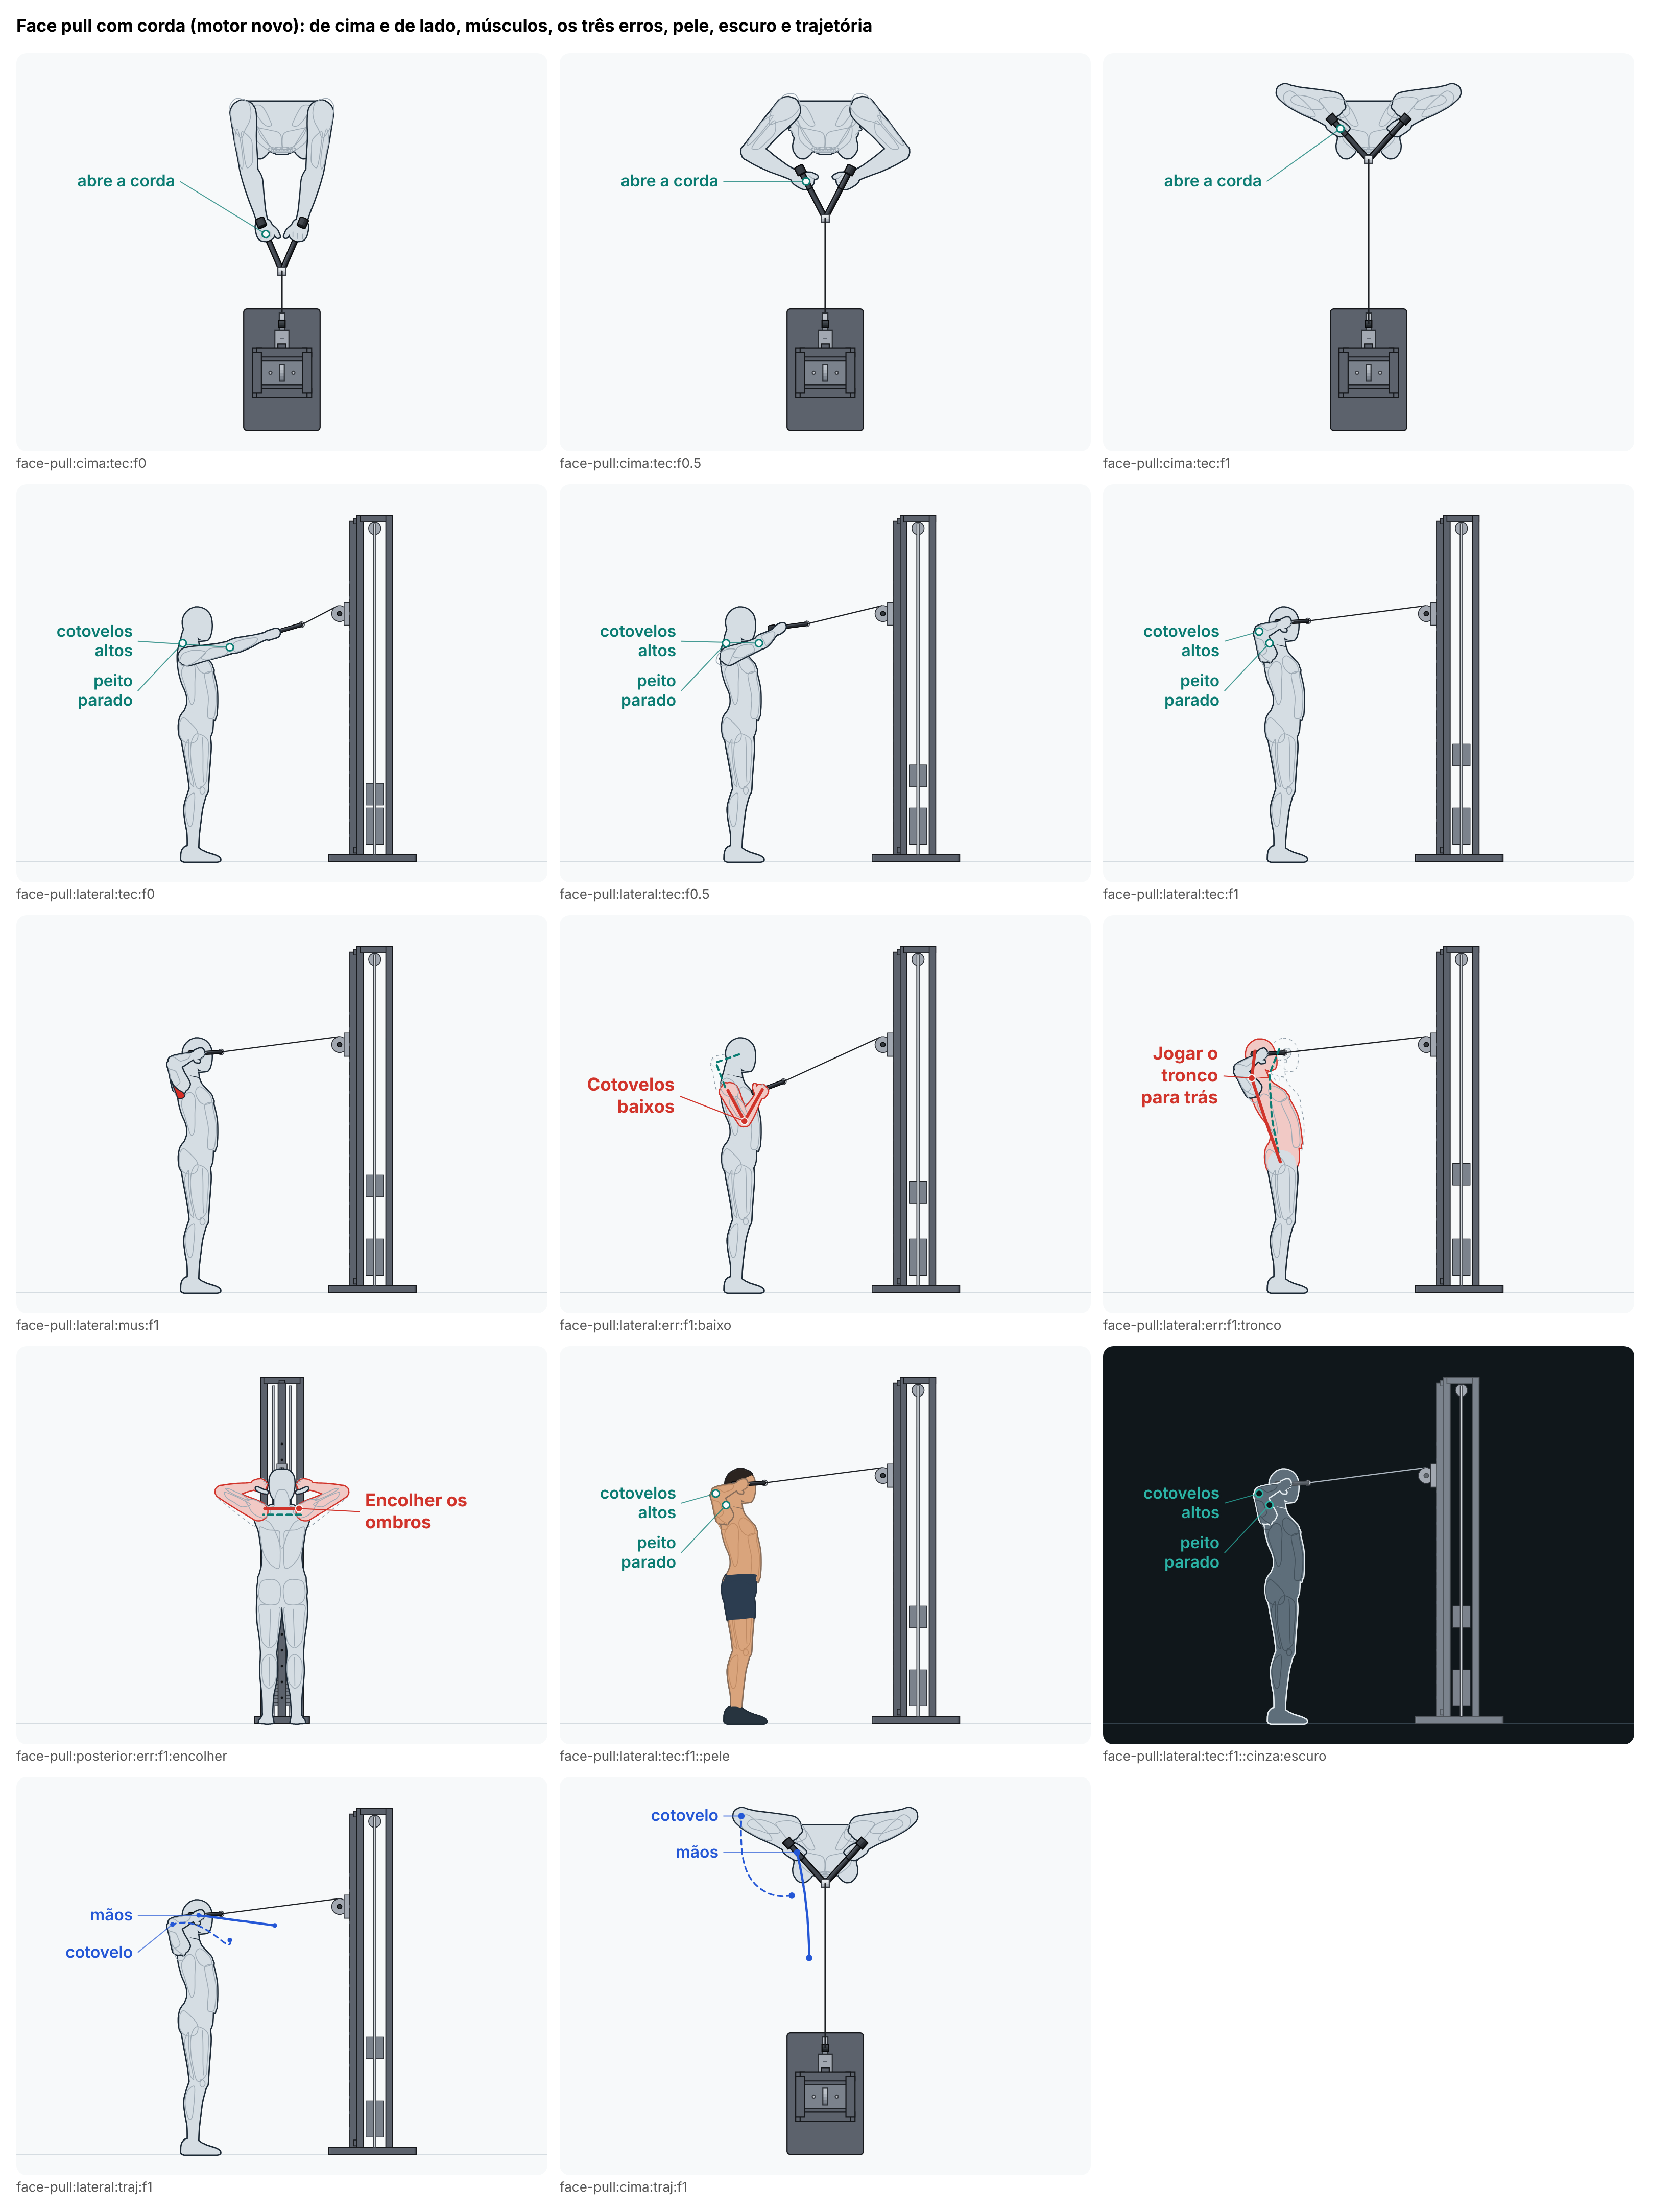 Face pull com corda (motor novo): de cima e de lado, músculos, os três erros, pele, escuro e trajetória
abre a corda
face-pull:cima:tec:f0
abre a corda
face-pull:cima:tec:f0.5
abre a corda
face-pull:cima:tec:f1
cotovelos
altos
peito
parado
face-pull:lateral:tec:f0
cotovelos
altos
peito
parado
face-pull:lateral:tec:f0.5
cotovelos
altos
peito
parado
face-pull:lateral:tec:f1
face-pull:lateral:mus:f1
Cotovelos
baixos
face-pull:lateral:err:f1:baixo
Jogar o
tronco
para trás
face-pull:lateral:err:f1:tronco
Encolher os
ombros
face-pull:posterior:err:f1:encolher
cotovelos
altos
peito
parado
face-pull:lateral:tec:f1::pele
cotovelos
altos
peito
parado
face-pull:lateral:tec:f1::cinza:escuro
mãos
cotovelo
face-pull:lateral:traj:f1
cotovelo
mãos
face-pull:cima:traj:f1